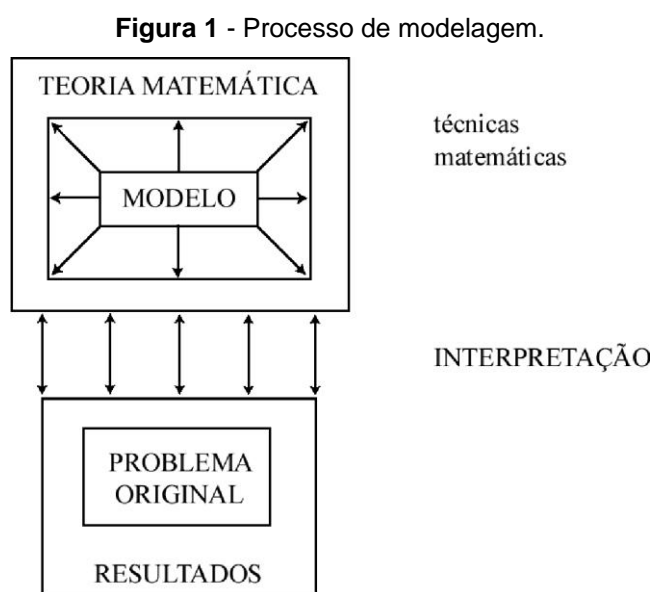 Figura 1 - Processo de modelagem.
TEORIA MATEMÁTICA
técnicas
matemáticas
MODELO
INTERPRETAÇÃO
PROBLEMA
ORIGINAL
RESULTADOS